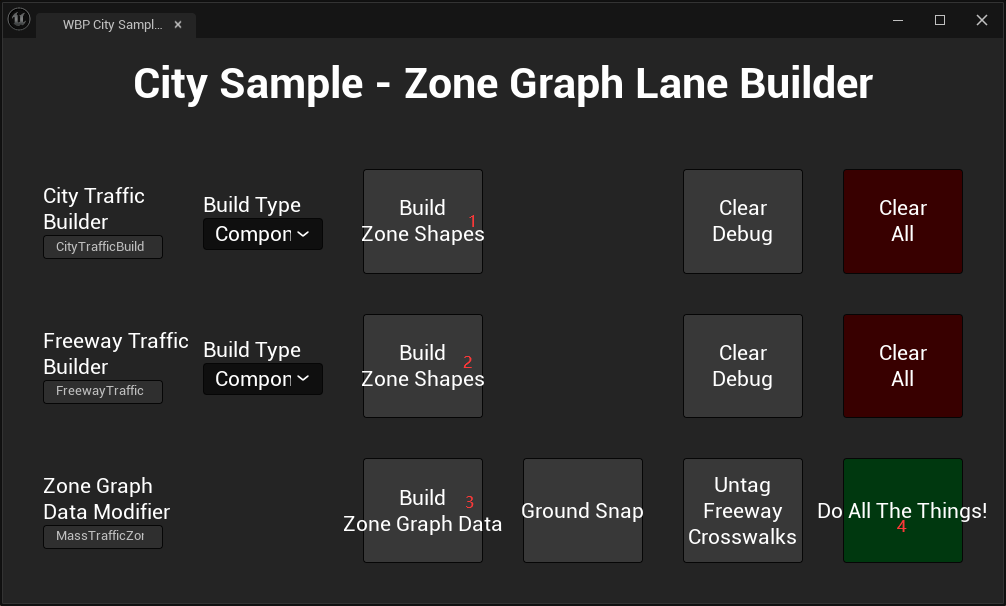 WBP City Sampl...
City Sample - Zone Graph Lane Builder
City Traffic
Builder
CityTrafficBuild
Build Type
Compon
Build
Zone Shapes
1
Clear
Debug
Clear
All
Freeway Traffic
Builder
FreewayTraffic
Build Type
Compon
Build
Zone Shapes
2
Clear
Debug
Clear
All
Zone Graph
Data Modifier
MassTrafficZon
Build
Zone Graph Data
3
Ground Snap
Untag
Freeway
Crosswalks
Do All The Things!
4